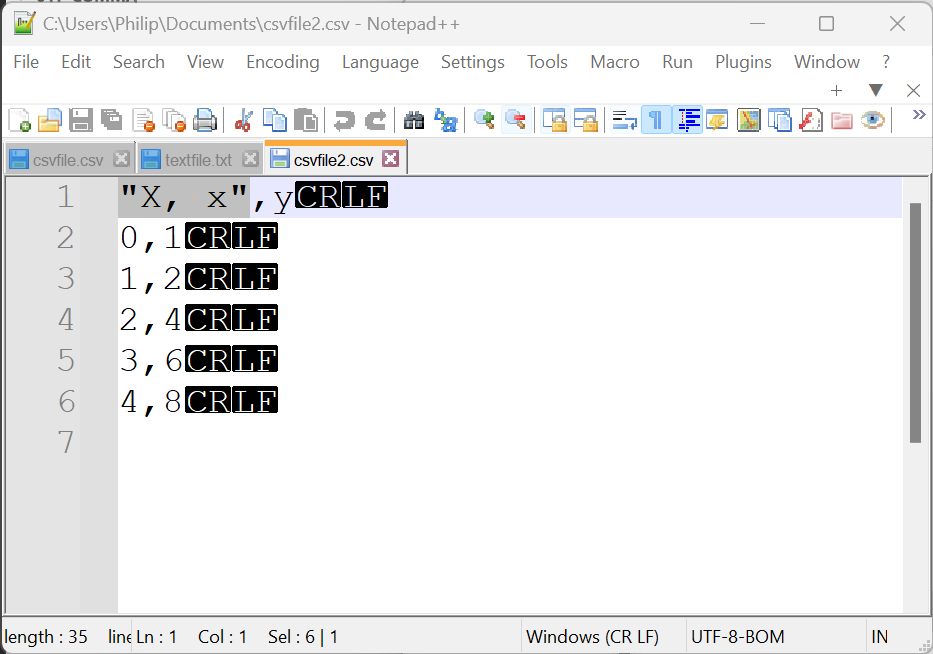 C:\Users\Philip\Documents\csvfile2.csv - Notepad++
File Edit Search View Encoding Language Settings Tools Macro Run Plugins Window ?
csvfile.csv textfile.txt csvfile2.csv
1 "X, x",yCRLF
2 0,1CRLF
3 1,2CRLF
4 2,4CRLF
5 3,6CRLF
6 4,8CRLF
7
length : 35 line Ln : 1 Col : 1 Sel : 6 | 1 Windows (CR LF) UTF-8-BOM IN